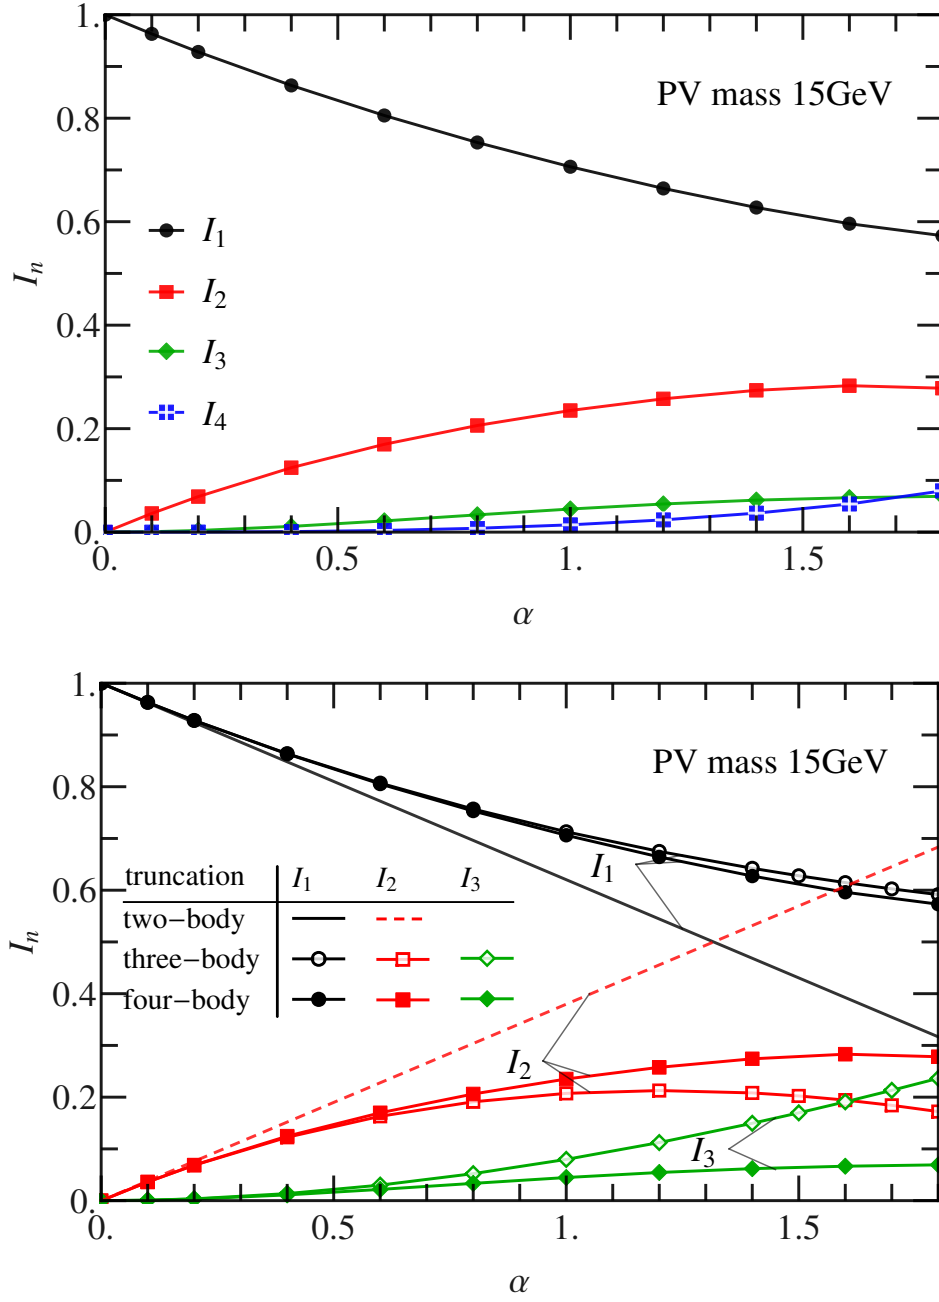 1.
PV mass 15GeV
0.8
0.6
I1
I_n
I2
0.4
I3
I4
0.2
0.
0. 0.5 1. 1.5
α
1.
PV mass 15GeV
0.8
I1
truncation I1 I2 I3
0.6
two−body
I_n
three−body
four−body
0.4
I2
0.2
I3
0.
0. 0.5 1. 1.5
α